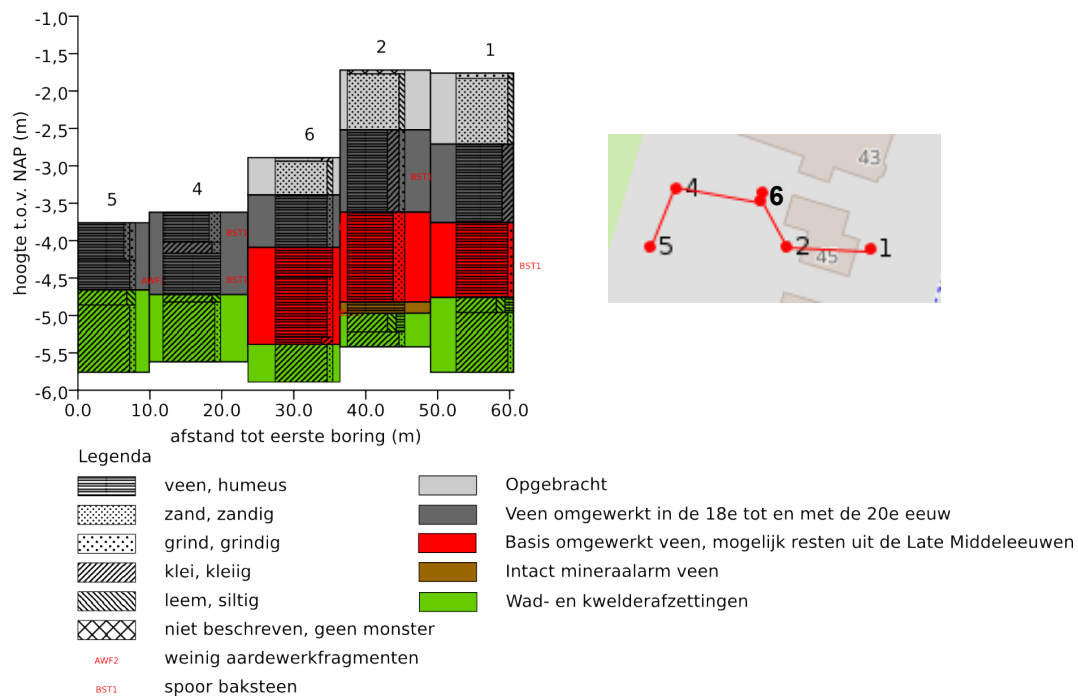 -1,0
-1,5
-2,0
-2,5
-3,0
-3,5
-4,0
-4,5
-5,0
-5,5
-6,0
hoogte t.o.v. NAP (m)
5
4
6
2
1
BST1
AWF2
BST1
BST1
BST1
0.0 10.0 20.0 30.0 40.0 50.0 60.0
afstand tot eerste boring (m)
43
4
6
5
2
45
1
Legenda
veen, humeus
zand, zandig
grind, grindig
klei, kleiig
leem, siltig
niet beschreven, geen monster
AWF2 weinig aardewerkfragmenten
BST1 spoor baksteen
Opgebracht
Veen omgewerkt in de 18e tot en met de 20e eeuw
Basis omgewerkt veen, mogelijk resten uit de Late Middeleeuwen
Intact mineraalarm veen
Wad- en kwelderafzettingen